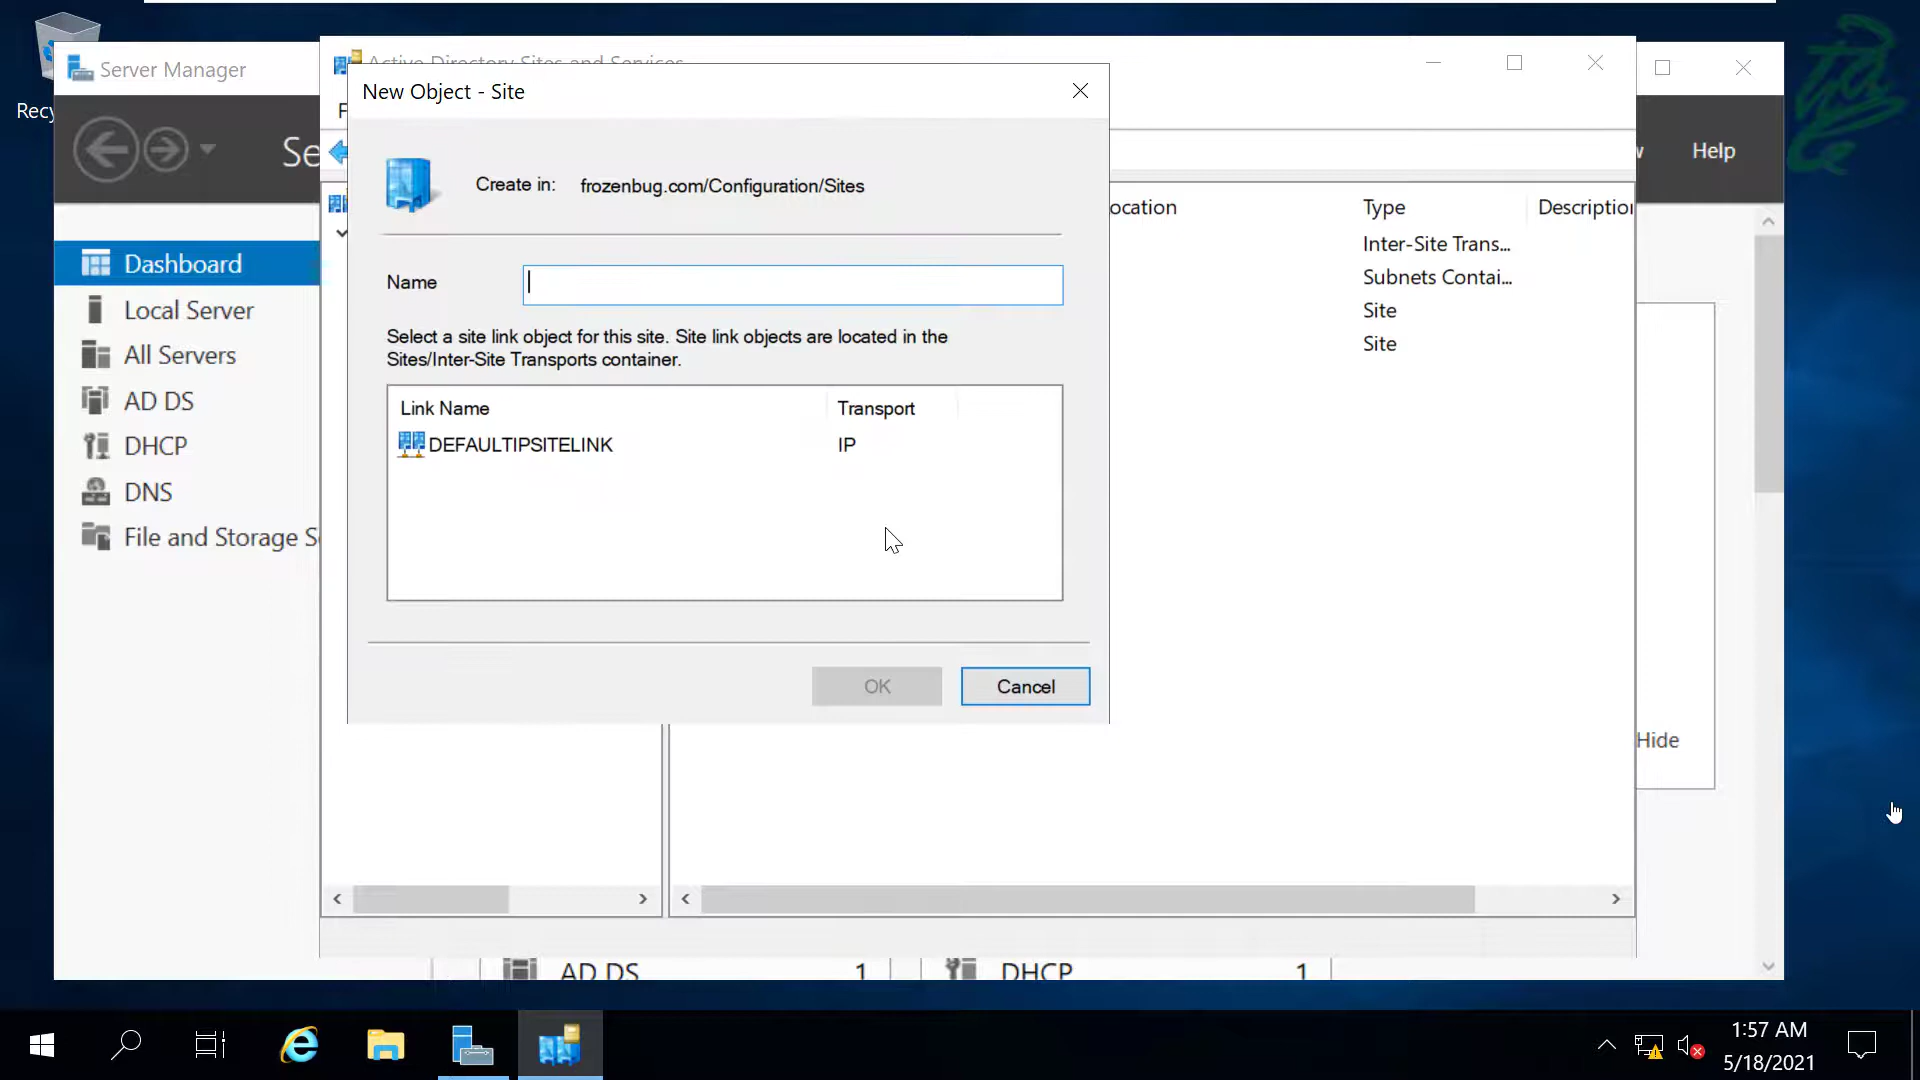 Recy
Server Manager
Active Directory Sites and Services
New Object - Site
F
Se
Help
Create in: frozenbug.com/Configuration/Sites
ocation
Type
Description
Dashboard
Local Server
All Servers
AD DS
DHCP
DNS
File and Storage S
Inter-Site Trans...
Subnets Contai...
Site
Site
Name
Select a site link object for this site. Site link objects are located in the
Sites/Inter-Site Transports container.
Link Name Transport
DEFAULTIPSITELINK IP
OK Cancel
Hide
AD DS 1
DHCP 1
1:57 AM
5/18/2021